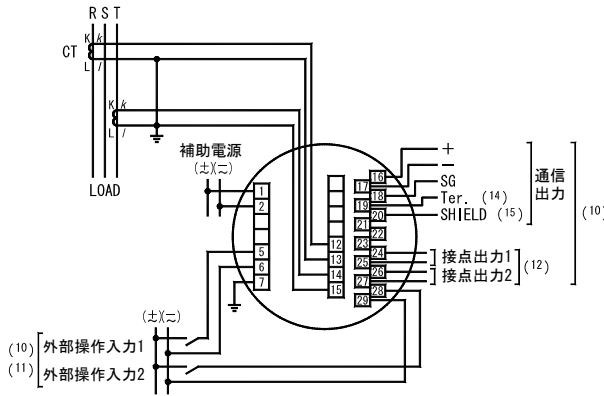 R S T
K k
CT
L l
K k
L l
LOAD
補助電源
(±)(=)
1
2
5
6
7
12
13
14
15
16
17
18
19
20
21
22
23
24
25
26
27
28
29
+
−
SG
Ter. (14)
SHIELD (15)
通信
出力
(10)
接点出力1
接点出力2
(12)
(±)(=)
(10)
(11)
外部操作入力1
外部操作入力2